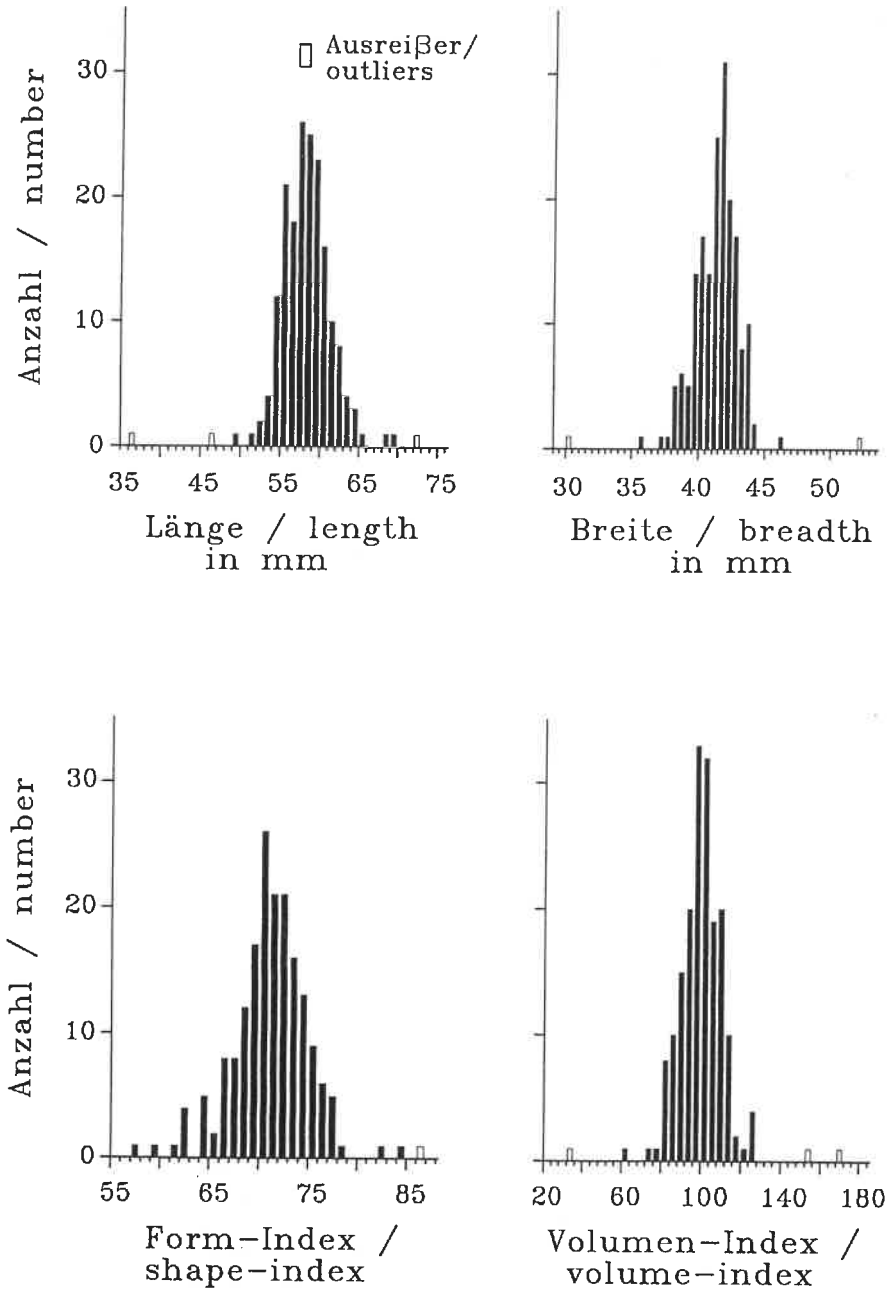 Ausreißer/
outliers
Anzahl / number
30
20
10
0
35 45 55 65 75
Länge / length
in mm
30 35 40 45 50
Breite / breadth
in mm
Anzahl / number
30
20
10
0
55 65 75 85
Form-Index /
shape-index
20 60 100 140 180
Volumen-Index /
volume-index